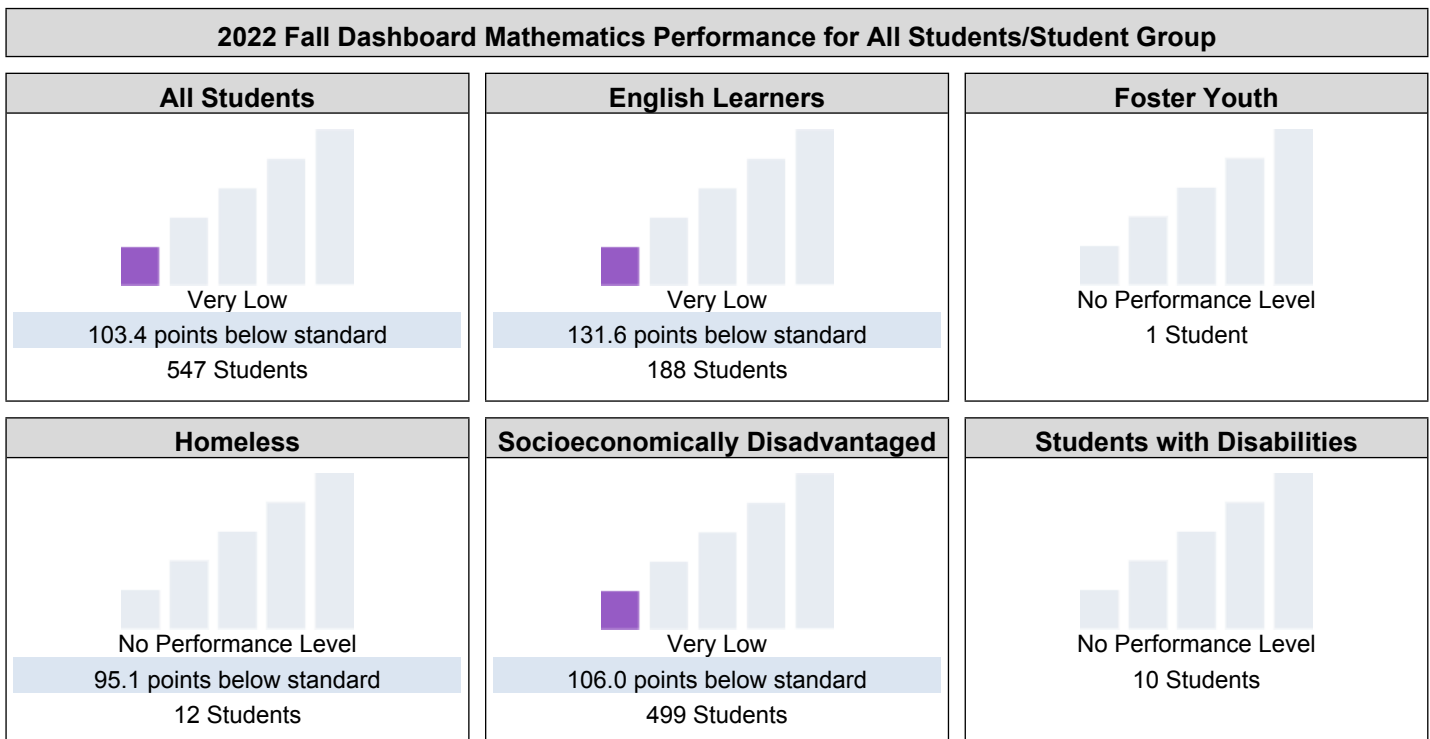 2022 Fall Dashboard Mathematics Performance for All Students/Student Group
All Students
Very Low
103.4 points below standard
547 Students
English Learners
Very Low
131.6 points below standard
188 Students
Foster Youth
No Performance Level
1 Student
Homeless
No Performance Level
95.1 points below standard
12 Students
Socioeconomically Disadvantaged
Very Low
106.0 points below standard
499 Students
Students with Disabilities
No Performance Level
10 Students